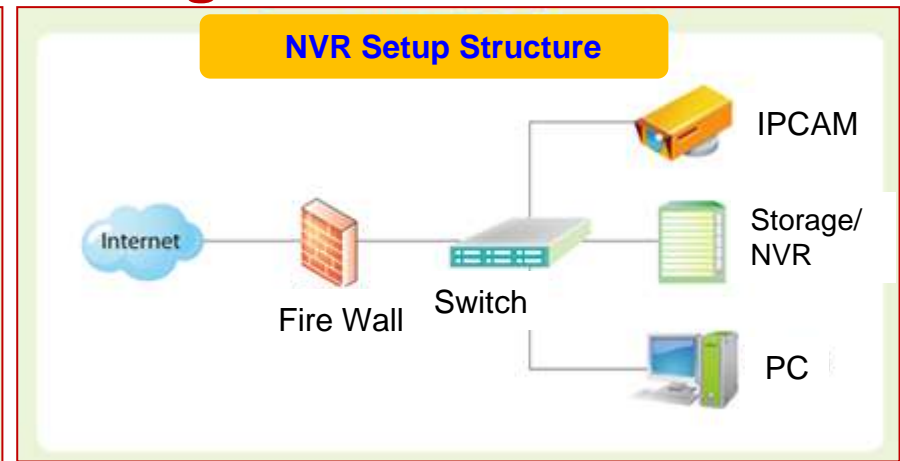 NVR Setup Structure
IPCAM
Internet
Storage/
NVR
Switch
Fire Wall
PC